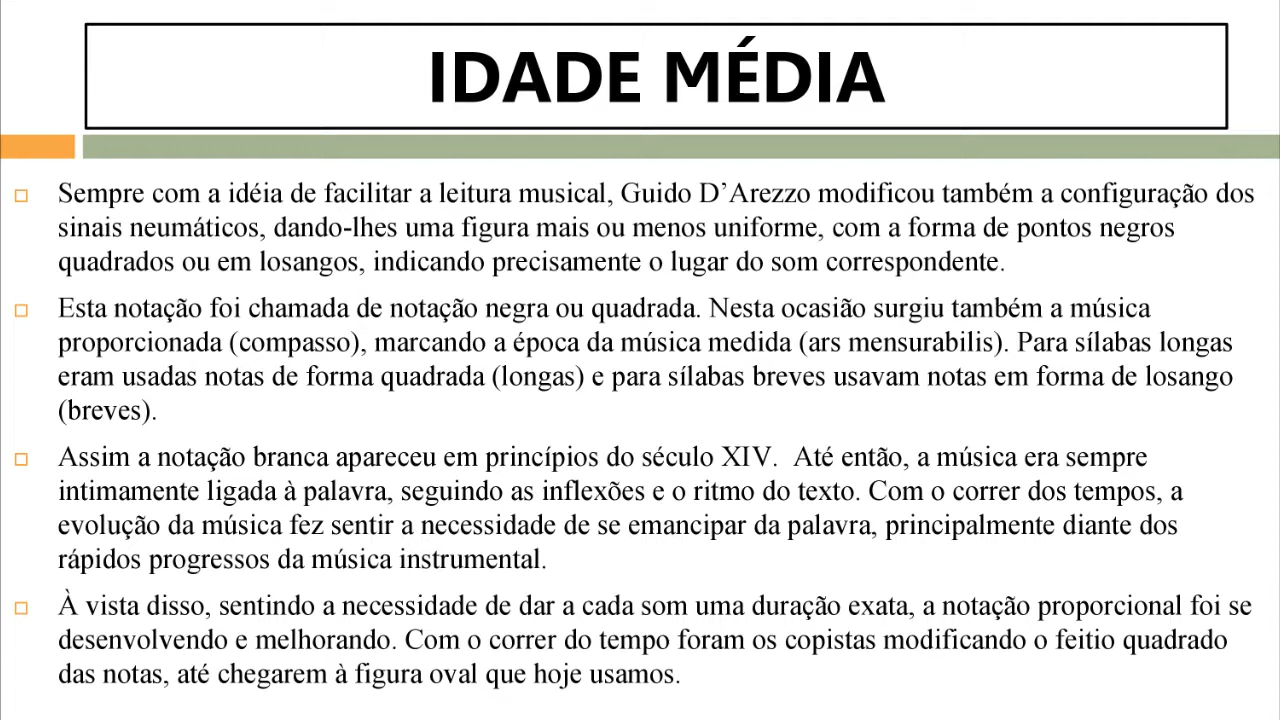 IDADE MÉDIA
Sempre com a idéia de facilitar a leitura musical, Guido D’Arezzo modificou também a configuração dos
sinais neumáticos, dando-lhes uma figura mais ou menos uniforme, com a forma de pontos negros
quadrados ou em losangos, indicando precisamente o lugar do som correspondente.
Esta notação foi chamada de notação negra ou quadrada. Nesta ocasião surgiu também a música
proporcionada (compasso), marcando a época da música medida (ars mensurabilis). Para sílabas longas
eram usadas notas de forma quadrada (longas) e para sílabas breves usavam notas em forma de losango
(breves).
Assim a notação branca apareceu em princípios do século XIV.  Até então, a música era sempre
intimamente ligada à palavra, seguindo as inflexões e o ritmo do texto. Com o correr dos tempos, a
evolução da música fez sentir a necessidade de se emancipar da palavra, principalmente diante dos
rápidos progressos da música instrumental.
À vista disso, sentindo a necessidade de dar a cada som uma duração exata, a notação proporcional foi se
desenvolvendo e melhorando. Com o correr do tempo foram os copistas modificando o feitio quadrado
das notas, até chegarem à figura oval que hoje usamos.